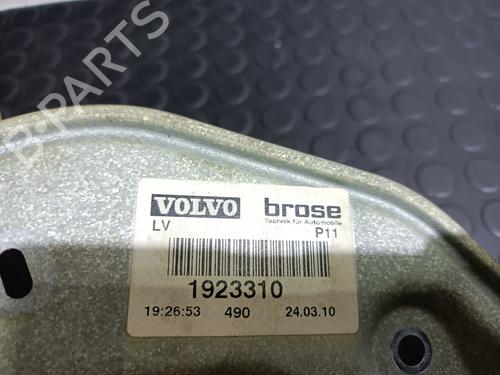 B-PARTS
VOLVO brose
Technik für Automobile
LV P11
1923310
19:26:53 490 24.03.10